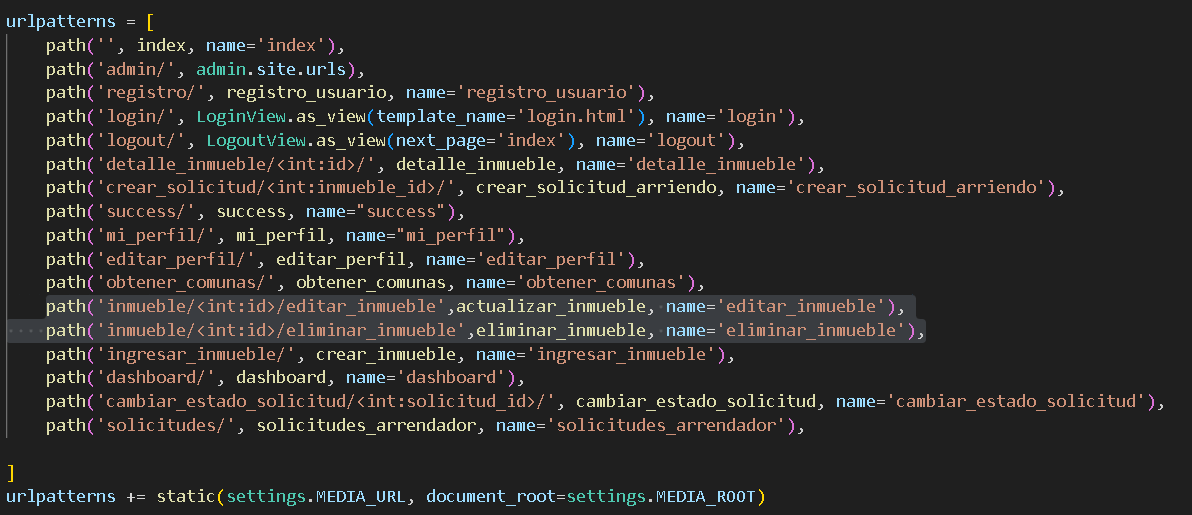 urlpatterns = [
    path('', index, name='index'),
    path('admin/', admin.site.urls),
    path('registro/', registro_usuario, name='registro_usuario'),
    path('login/', LoginView.as_view(template_name='login.html'), name='login'),
    path('logout/', LogoutView.as_view(next_page='index'), name='logout'),
    path('detalle_inmueble/<int:id>/', detalle_inmueble, name='detalle_inmueble'),
    path('crear_solicitud/<int:inmueble_id>/', crear_solicitud_arriendo, name='crear_solicitud_arriendo'),
    path('success/', success, name="success"),
    path('mi_perfil/', mi_perfil, name="mi_perfil"),
    path('editar_perfil/', editar_perfil, name='editar_perfil'),
    path('obtener_comunas/', obtener_comunas, name='obtener_comunas'),
    path('inmueble/<int:id>/editar_inmueble',actualizar_inmueble, name='editar_inmueble'),
    path('inmueble/<int:id>/eliminar_inmueble',eliminar_inmueble, name='eliminar_inmueble'),
    path('ingresar_inmueble/', crear_inmueble, name='ingresar_inmueble'),
    path('dashboard/', dashboard, name='dashboard'),
    path('cambiar_estado_solicitud/<int:solicitud_id>/', cambiar_estado_solicitud, name='cambiar_estado_solicitud'),
    path('solicitudes/', solicitudes_arrendador, name='solicitudes_arrendador'),
]
urlpatterns += static(settings.MEDIA_URL, document_root=settings.MEDIA_ROOT)